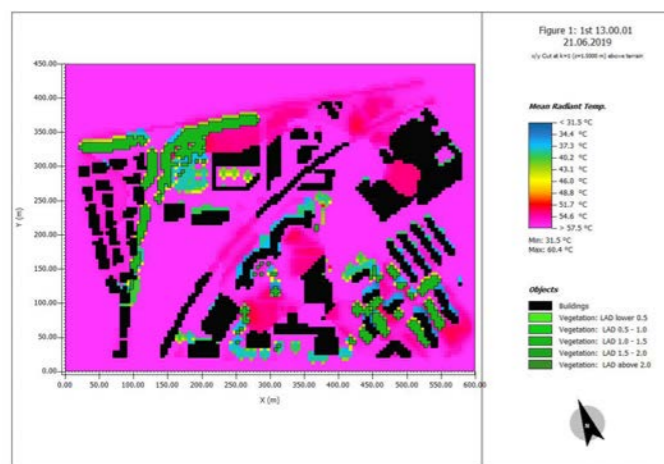 Figure 1: 1st 13.00.01
21.06.2019
x/y Cut at k=1 (z=1.0000 m) above terrain
Mean Radiant Temp.
< 31.5 °C
34.4 °C
37.3 °C
40.2 °C
43.1 °C
46.0 °C
48.8 °C
51.7 °C
54.6 °C
> 57.5 °C
Min: 31.5 °C
Max: 60.4 °C
Objects
Buildings
Vegetation: LAD lower 0.5
Vegetation: LAD 0.5 - 1.0
Vegetation: LAD 1.0 - 1.5
Vegetation: LAD 1.5 - 2.0
Vegetation: LAD above 2.0
N
450.00
400.00
350.00
300.00
250.00
200.00
150.00
100.00
50.00
0.00
Y (m)
0.00 50.00 100.00 150.00 200.00 250.00 300.00 350.00 400.00 450.00 500.00 550.00 600.00
X (m)